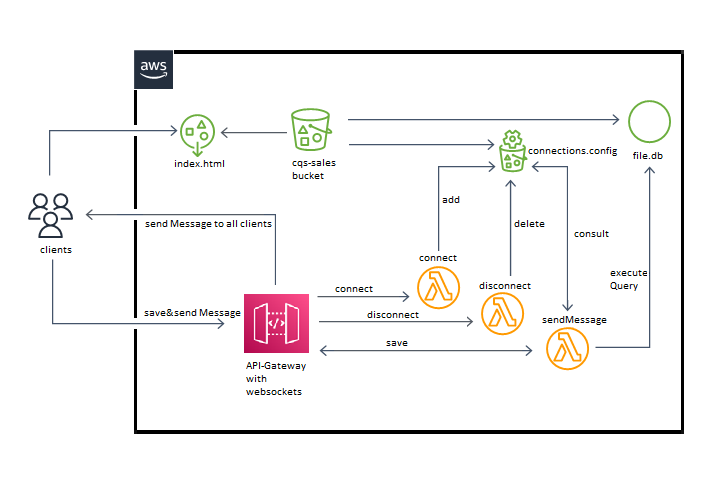 aws
index.html
cqs-sales
bucket
connections.config
file.db
add
send Message to all clients
delete
consult
clients
connect
execute
Query
connect
disconnect
save&send Message
disconnect
sendMessage
save
API-Gateway
with
websockets